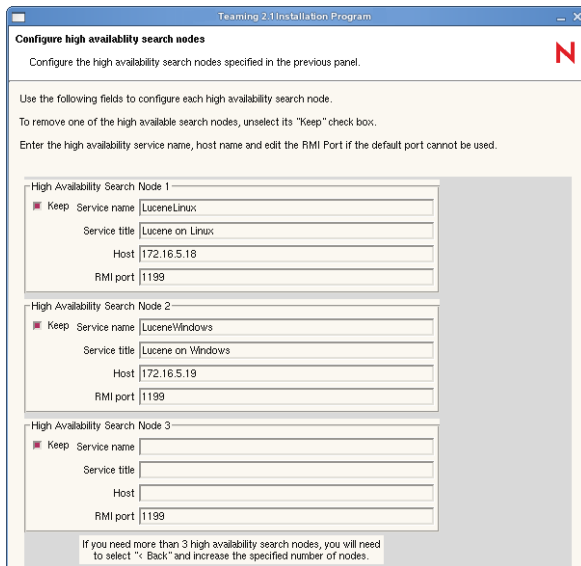 Teaming 2.1 Installation Program
Configure high availablity search nodes
Configure the high availability search nodes specified in the previous panel.
N
Use the following fields to configure each high availability search node.
To remove one of the high available search nodes, unselect its "Keep" check box.
Enter the high availability service name, host name and edit the RMI Port if the default port cannot be used.
High Availability Search Node 1
Keep Service name LuceneLinux
Service title Lucene on Linux
Host 172.16.5.18
RMI port 1199
High Availability Search Node 2
Keep Service name LuceneWindows
Service title Lucene on Windows
Host 172.16.5.19
RMI port 1199
High Availability Search Node 3
Keep Service name
Service title
Host
RMI port 1199
If you need more than 3 high availability search nodes, you will need
to select "< Back" and increase the specified number of nodes.